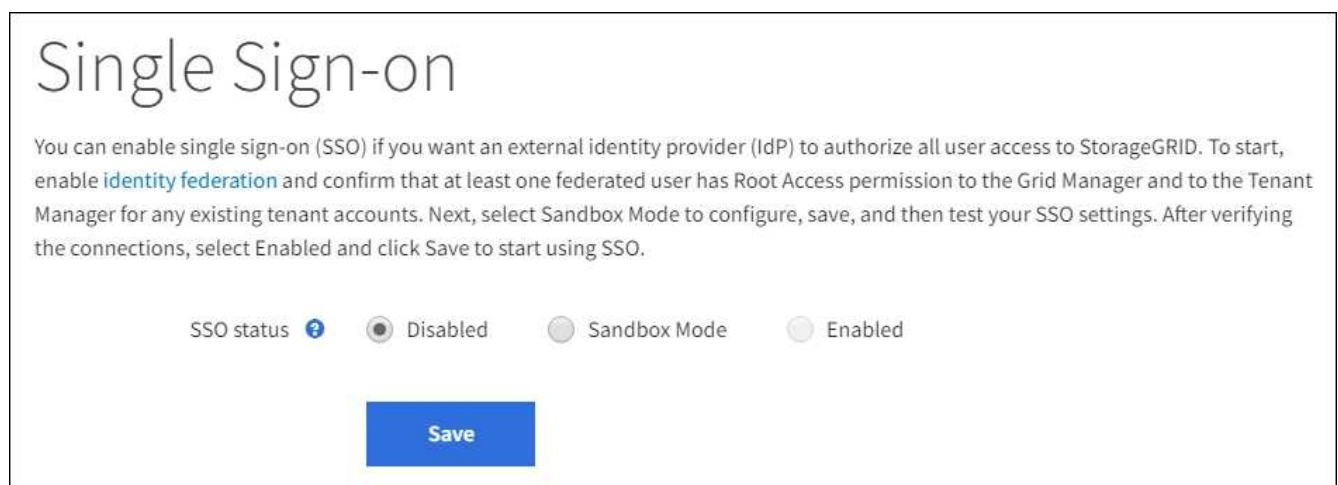 Single Sign-on
You can enable single sign-on (SSO) if you want an external identity provider (IdP) to authorize all user access to StorageGRID. To start,
enable identity federation and confirm that at least one federated user has Root Access permission to the Grid Manager and to the Tenant
Manager for any existing tenant accounts. Next, select Sandbox Mode to configure, save, and then test your SSO settings. After verifying
the connections, select Enabled and click Save to start using SSO.
SSO status ? Disabled Sandbox Mode Enabled
Save